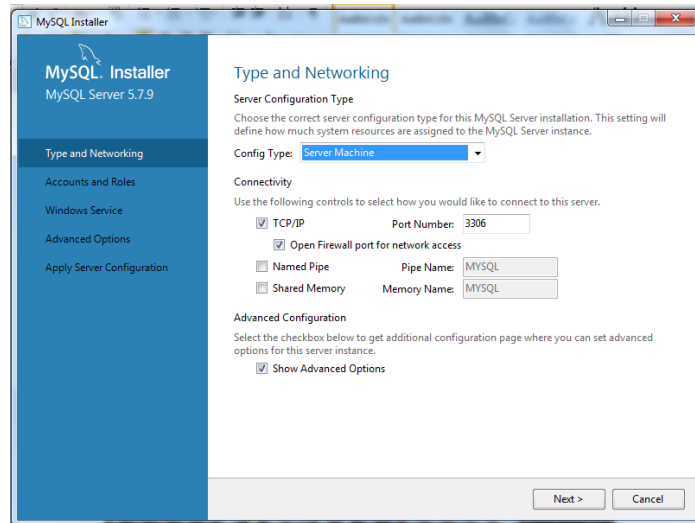 MySQL Installer
MySQL. Installer
MySQL Server 5.7.9
Type and Networking
Accounts and Roles
Windows Service
Advanced Options
Apply Server Configuration
Type and Networking
Server Configuration Type
Choose the correct server configuration type for this MySQL Server installation. This setting will
define how much system resources are assigned to the MySQL Server instance.
Config Type: Server Machine
Connectivity
Use the following controls to select how you would like to connect to this server.
TCP/IP Port Number: 3306
Open Firewall port for network access
Named Pipe Pipe Name: MYSQL
Shared Memory Memory Name: MYSQL
Advanced Configuration
Select the checkbox below to get additional configuration page where you can set advanced
options for this server instance.
Show Advanced Options
Next > Cancel